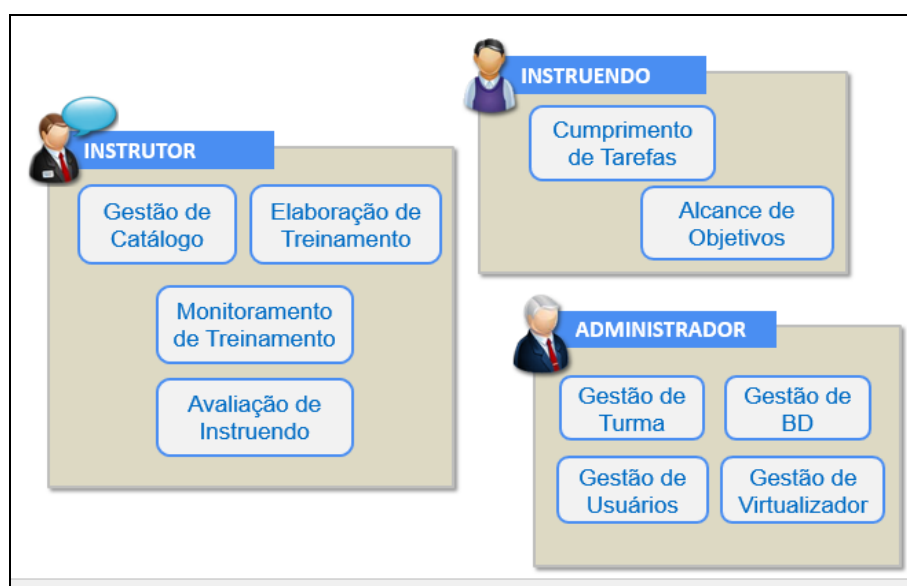 INSTRUTOR
Gestão de
Catálogo
Elaboração de
Treinamento
Monitoramento
de Treinamento
Avaliação de
Instruendo
INSTRUENDO
Cumprimento
de Tarefas
Alcance de
Objetivos
ADMINISTRADOR
Gestão de
Turma
Gestão de
BD
Gestão de
Usuários
Gestão de
Virtualizador